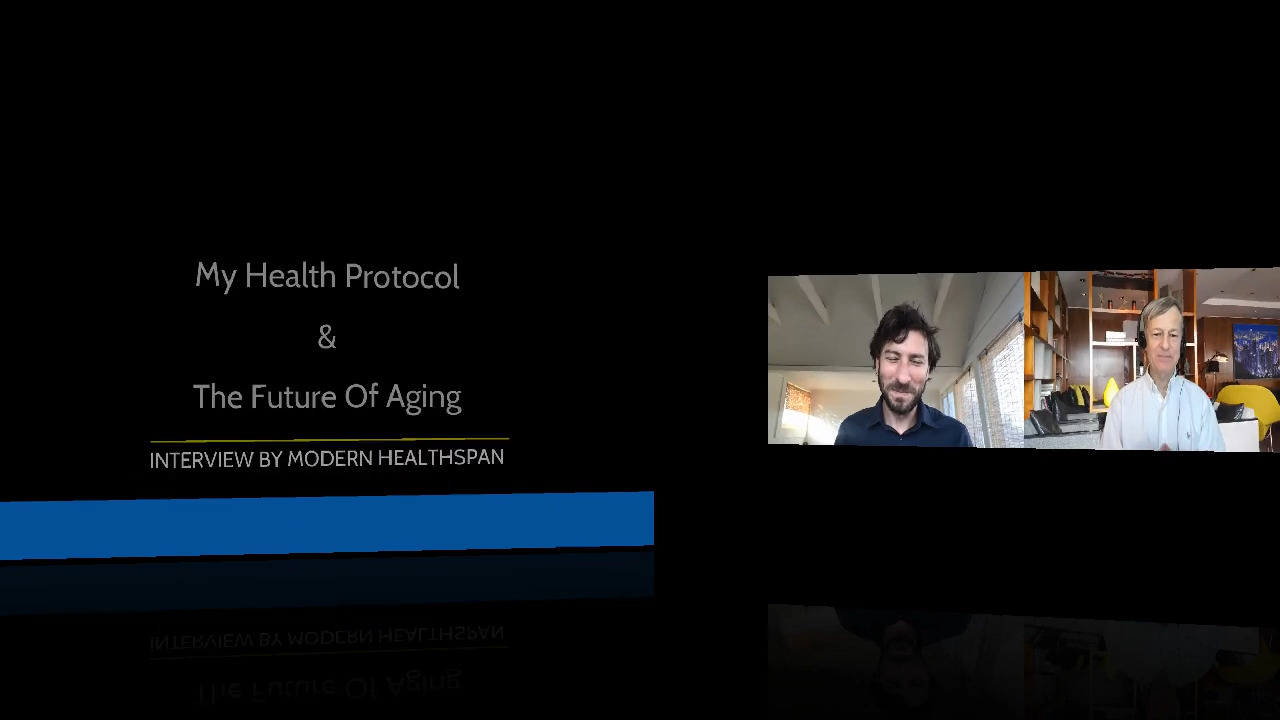 My Health Protocol
&
The Future Of Aging
INTERVIEW BY MODERN HEALTHSPAN